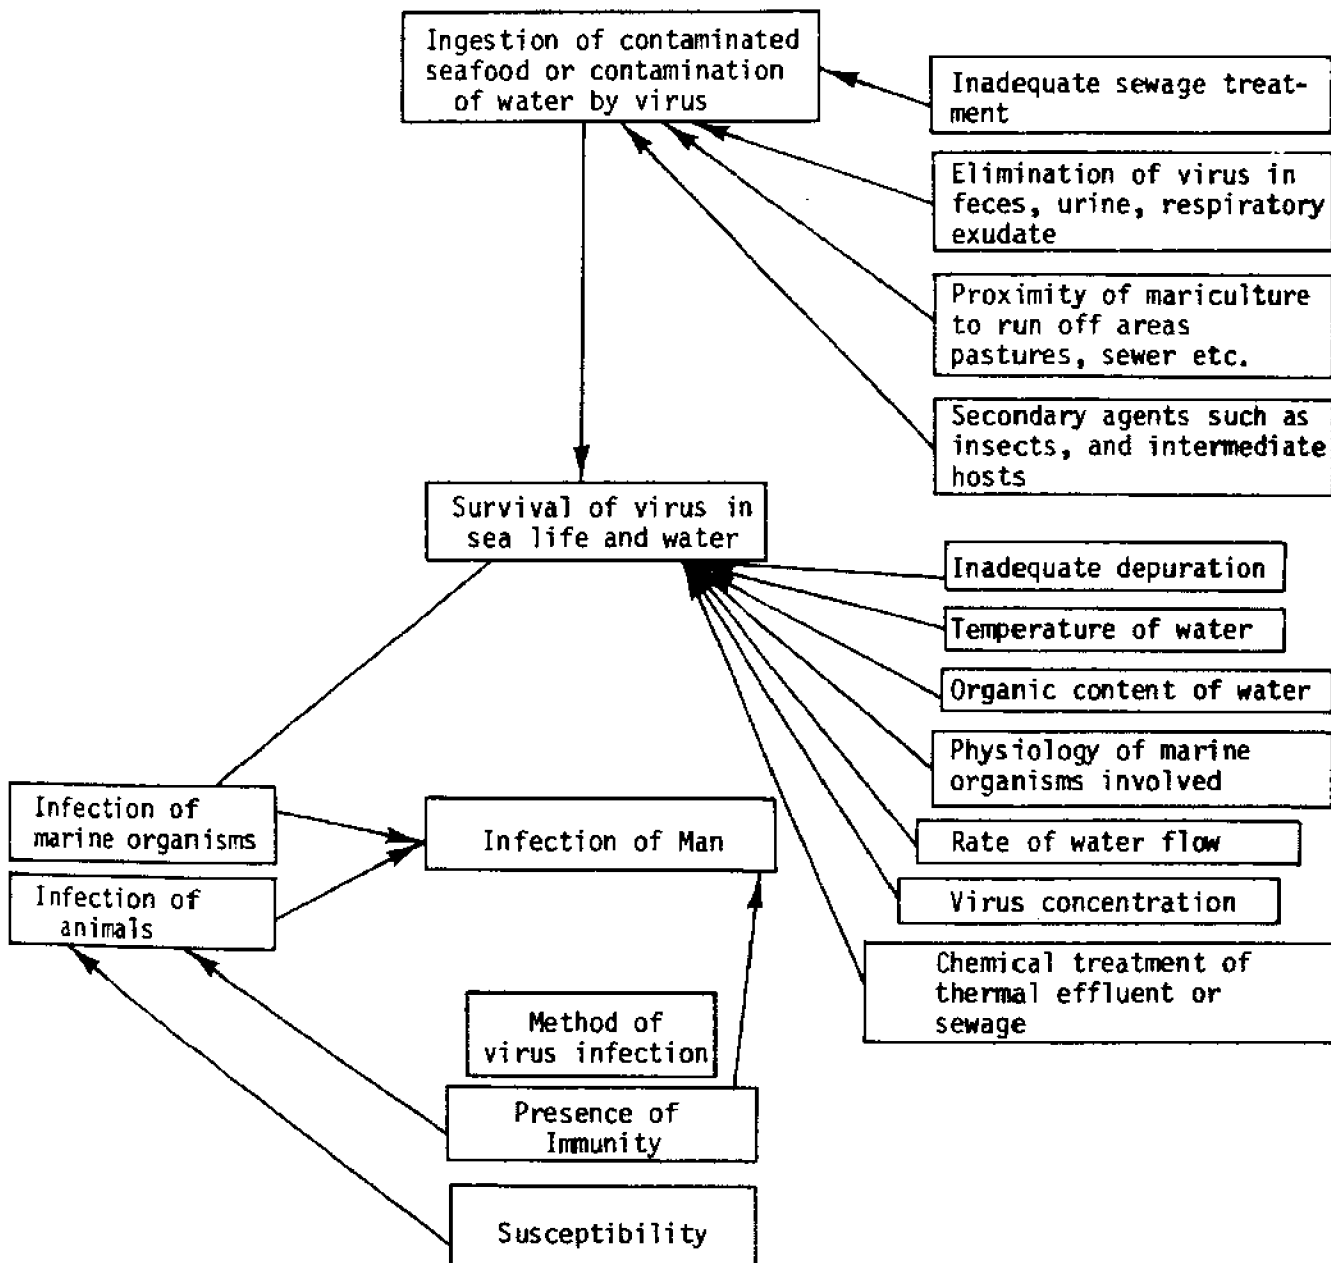 Ingestion of contaminated
seafood or contamination
of water by virus
Inadequate sewage treat-
ment
Elimination of virus in
feces, urine, respiratory
exudate
Proximity of mariculture
to run off areas
pastures, sewer etc.
Secondary agents such as
insects, and intermediate
hosts
Survival of virus in
sea life and water
Inadequate depuration
Temperature of water
Organic content of water
Physiology of marine
organisms involved
Rate of water flow
Virus concentration
Chemical treatment of
thermal effluent or
sewage
Infection of
marine organisms
Infection of Man
Infection of
animals
Method of
virus infection
Presence of
Immunity
Susceptibility